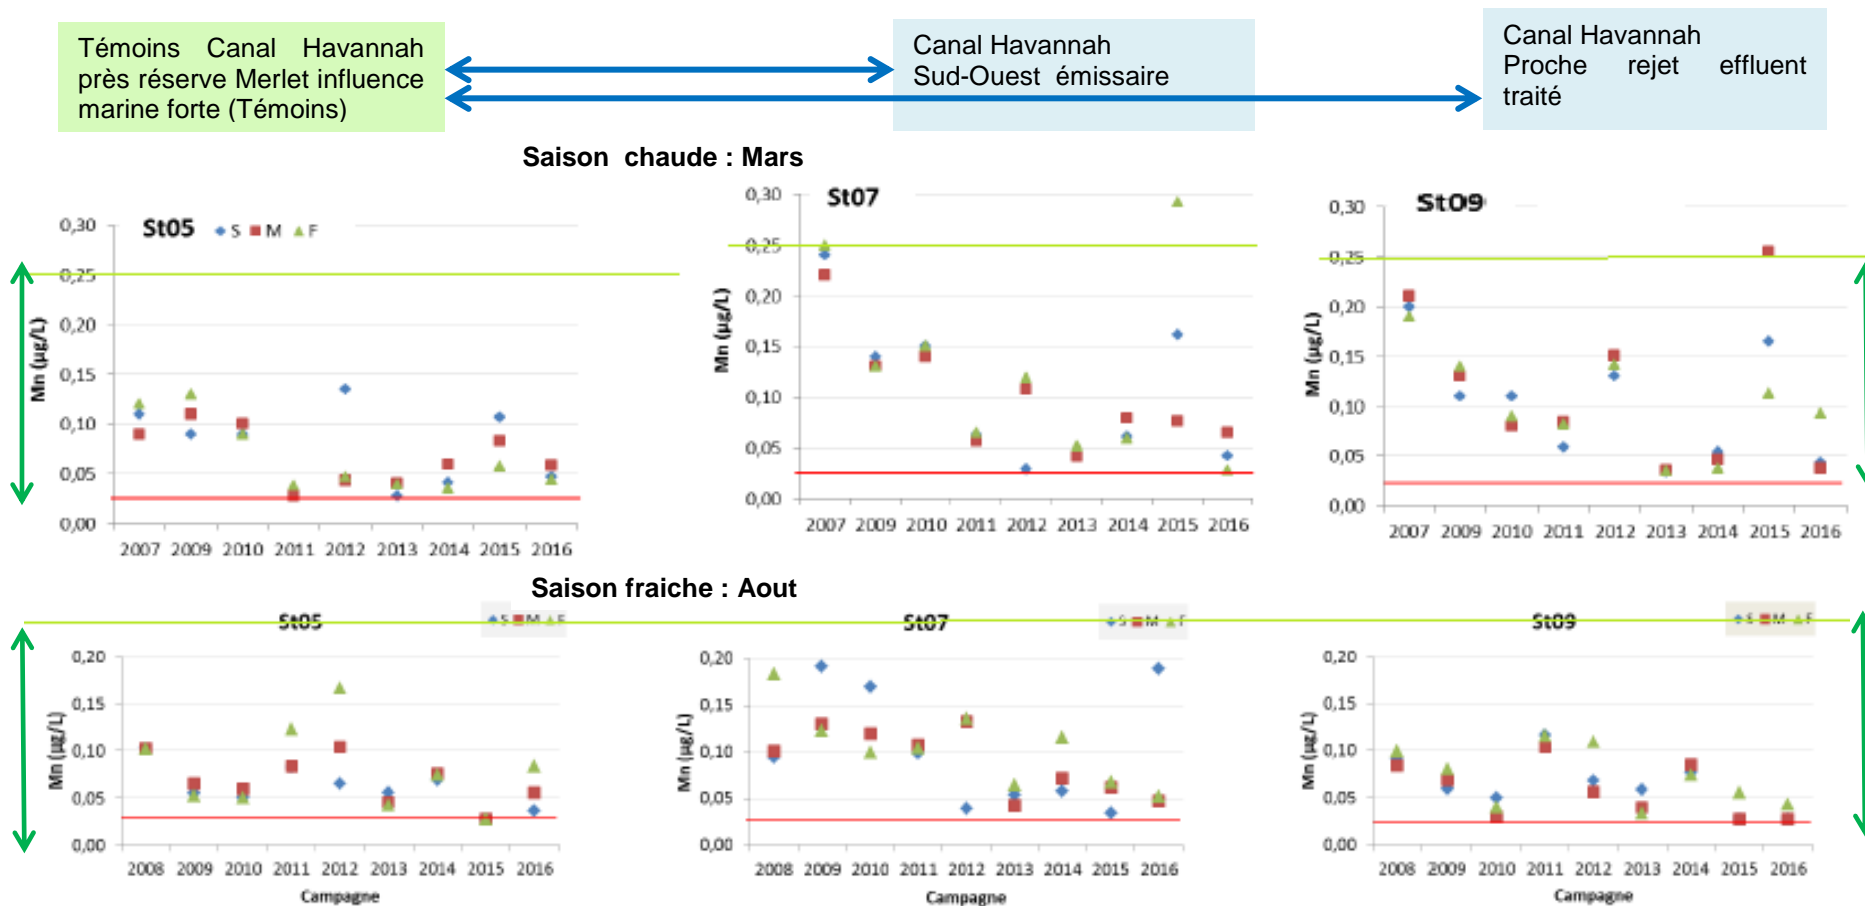 Témoins Canal Havannah
près réserve Merlet influence
marine forte (Témoins)
Canal Havannah
Sud-Ouest émissaire
Canal Havannah
Proche rejet effluent
traité
Saison chaude : Mars
St05 S M F
0,30
0,25
0,20
0,15
0,10
0,05
0,00
Mn (µg/L)
2007 2009 2010 2011 2012 2013 2014 2015 2016
St07
0,30
0,25
0,20
0,15
0,10
0,05
0,00
Mn (µg/L)
2007 2009 2010 2011 2012 2013 2014 2015 2016
St09
0,30
0,25
0,20
0,15
0,10
0,05
0,00
Mn (µg/L)
2007 2009 2010 2011 2012 2013 2014 2015 2016
Saison fraiche : Aout
St05 S M F
0,20
0,15
0,10
0,05
0,00
Mn (µg/L)
2008 2009 2010 2011 2012 2013 2014 2015 2016
Campagne
St07 S M F
0,20
0,15
0,10
0,05
0,00
Mn (µg/L)
2008 2009 2010 2011 2012 2013 2014 2015 2016
Campagne
St09 S M F
0,20
0,15
0,10
0,05
0,00
Mn (µg/L)
2008 2009 2010 2011 2012 2013 2014 2015 2016
Campagne